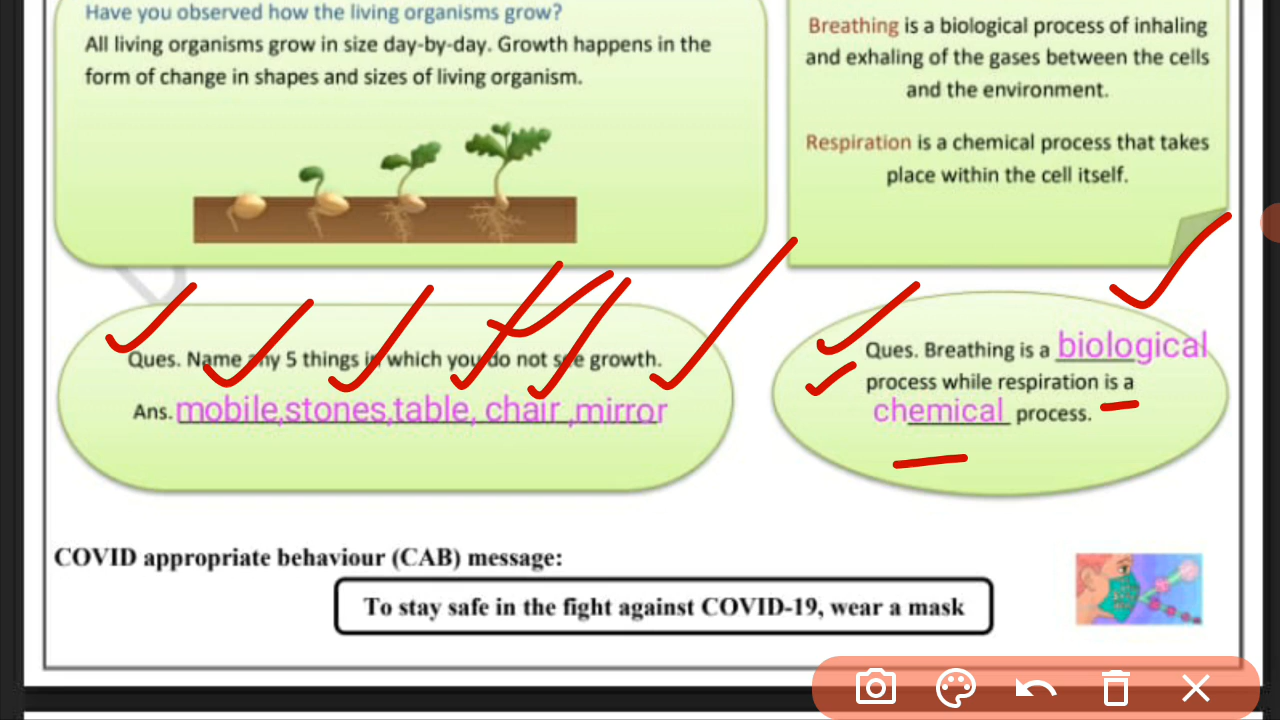 Have you observed how the living organisms grow?
All living organisms grow in size day-by-day. Growth happens in the
form of change in shapes and sizes of living organism.
Breathing is a biological process of inhaling
and exhaling of the gases between the cells
and the environment.
Respiration is a chemical process that takes
place within the cell itself.
Ques. Name any 5 things in which you do not see growth.
Ans. mobile,stones,table, chair ,mirror
Ques. Breathing is a biological
process while respiration is a
chemical process.
COVID appropriate behaviour (CAB) message:
To stay safe in the fight against COVID-19, wear a mask